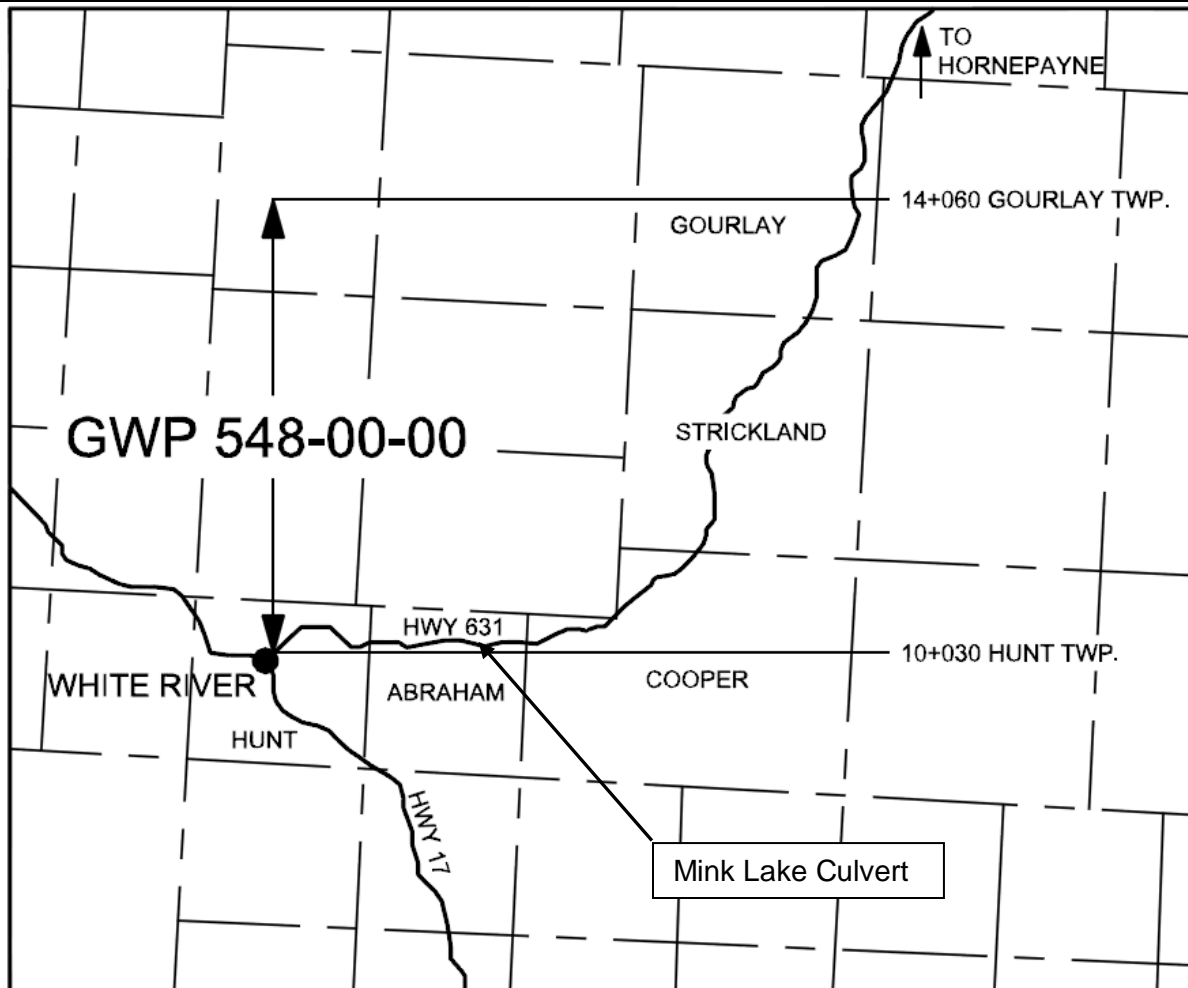 TO
HORNEPAYNE
14+060 GOURLAY TWP.
GOURLAY
GWP 548-00-00
STRICKLAND
HWY 631
10+030 HUNT TWP.
WHITE RIVER
ABRAHAM
COOPER
HUNT
HWY 17
Mink Lake Culvert